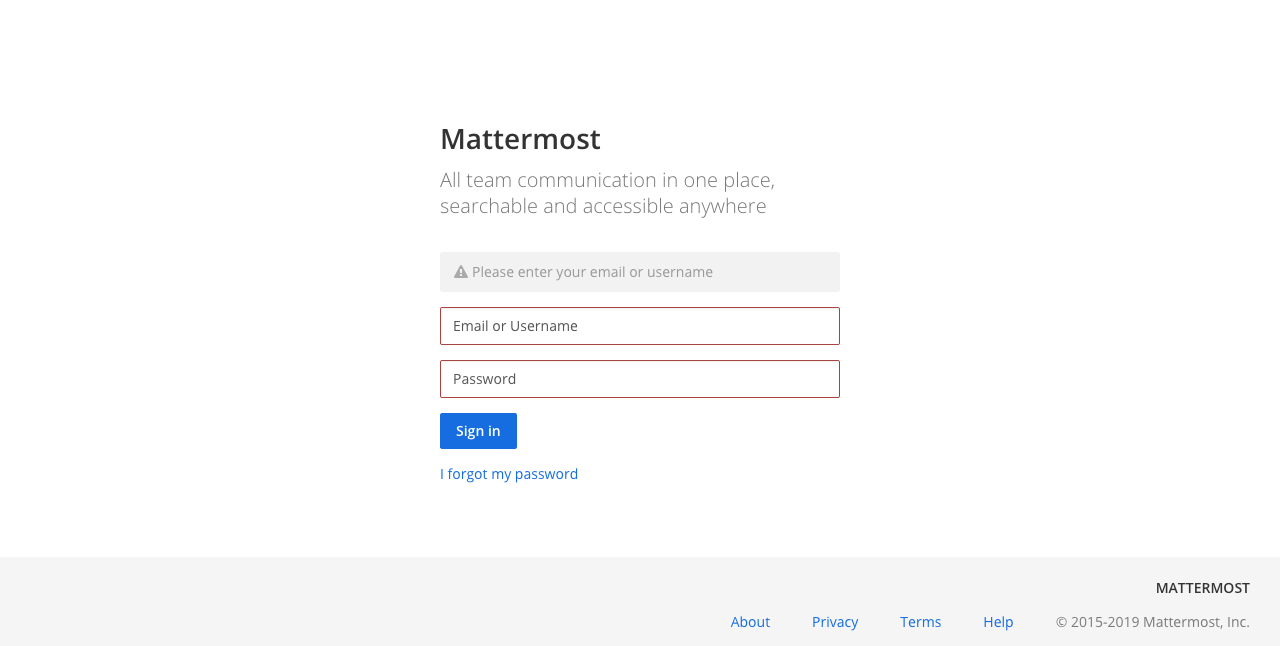 Mattermost
All team communication in one place,
searchable and accessible anywhere
Please enter your email or username
Email or Username
Password
Sign in
I forgot my password
MATTERMOST
About Privacy Terms Help © 2015-2019 Mattermost, Inc.